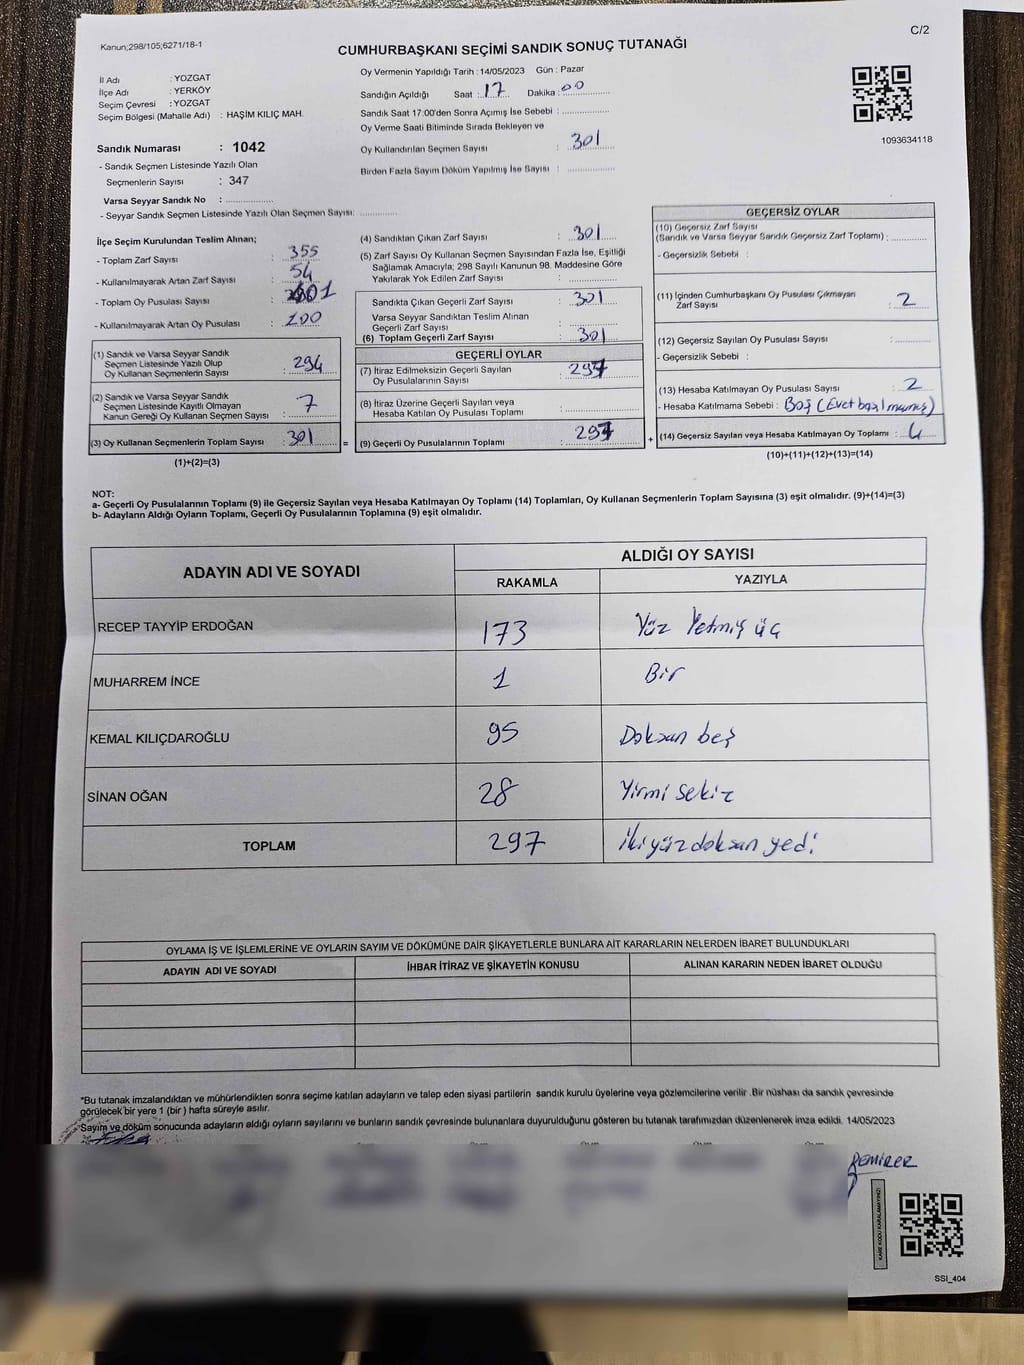 Kanun;298/105;6271/18-1
C/2
CUMHURBAŞKANI SEÇİMİ SANDIK SONUÇ TUTANAĞI
İl Adı : YOZGAT
İlçe Adı : YERKÖY
Seçim Çevresi : YOZGAT
Seçim Bölgesi (Mahalle Adı) : HAŞİM KILIÇ MAH.
Sandık Numarası : 1042
- Sandık Seçmen Listesinde Yazılı Olan
Seçmenlerin Sayısı : 347
Varsa Seyyar Sandık No :
- Seyyar Sandık Seçmen Listesinde Yazılı Olan Seçmen Sayısı:
Oy Vermenin Yapıldığı Tarih : 14/05/2023 Gün : Pazar
Sandığın Açıldığı Saat : 17 Dakika : 00
Sandık Saat 17:00'den Sonra Açımış İse Sebebi :
Oy Verme Saati Bitiminde Sırada Bekleyen ve
Oy Kullandırılan Seçmen Sayısı : 301
Birden Fazla Sayım Döküm Yapılmış İse Sayısı :
1093634118
İlçe Seçim Kurulundan Teslim Alınan;
- Toplam Zarf Sayısı : 355
- Kullanılmayarak Artan Zarf Sayısı : 54
- Toplam Oy Pusulası Sayısı :
- Kullanılmayarak Artan Oy Pusulası : 100
(1) Sandık ve Varsa Seyyar Sandık
Seçmen Listesinde Yazılı Olup
Oy Kullanan Seçmenlerin Sayısı : 294
(2) Sandık ve Varsa Seyyar Sandık
Seçmen Listesinde Kayıtlı Olmayan
Kanun Gereği Oy Kullanan Seçmen Sayısı : 7
(3) Oy Kullanan Seçmenlerin Toplam Sayısı : 301 =
(1)+(2)=(3)
(4) Sandıktan Çıkan Zarf Sayısı : 301
(5) Zarf Sayısı Oy Kullanan Seçmen Sayısından Fazla İse, Eşitliği
Sağlamak Amacıyla; 298 Sayılı Kanunun 98. Maddesine Göre
Yakılarak Yok Edilen Zarf Sayısı :
Sandıkta Çıkan Geçerli Zarf Sayısı : 301
Varsa Seyyar Sandıktan Teslim Alınan
Geçerli Zarf Sayısı :
(6) Toplam Geçerli Zarf Sayısı : 301
GEÇERLİ OYLAR
(7) İtiraz Edilmeksizin Geçerli Sayılan
Oy Pusulalarının Sayısı : 297
(8) İtiraz Üzerine Geçerli Sayılan veya
Hesaba Katılan Oy Pusulaları Toplamı :
(9) Geçerli Oy Pusulalarının Toplamı : 297 +
GEÇERSİZ OYLAR
(10) Geçersiz Zarf Sayısı
(Sandık ve Varsa Seyyar Sandık Geçersiz Zarf Toplamı) :
- Geçersizlik Sebebi :
(11) İçinden Cumhurbaşkanı Oy Pusulası Çıkmayan
Zarf Sayısı : 2
(12) Geçersiz Sayılan Oy Pusulası Sayısı :
- Geçersizlik Sebebi :
(13) Hesaba Katılmayan Oy Pusulası Sayısı : 2
- Hesaba Katılmama Sebebi : Boş (Evet basılmamış)
(14) Geçersiz Sayılan veya Hesaba Katılmayan Oy Toplamı : 4
(10)+(11)+(12)+(13)=(14)
NOT:
a- Geçerli Oy Pusulalarının Toplamı (9) ile Geçersiz Sayılan veya Hesaba Katılmayan Oy Toplamı (14) Toplamları, Oy Kullanan Seçmenlerin Toplam Sayısına (3) eşit olmalıdır. (9)+(14)=(3)
b- Adayların Aldığı Oyların Toplamı, Geçerli Oy Pusulalarının Toplamına (9) eşit olmalıdır.
ADAYIN ADI VE SOYADI
ALDIĞI OY SAYISI
RAKAMLA YAZIYLA
RECEP TAYYİP ERDOĞAN 173 Yüz Yetmiş üç
MUHARREM İNCE 1 Bir
KEMAL KILIÇDAROĞLU 95 Doksan beş
SİNAN OĞAN 28 Yirmi sekiz
TOPLAM 297 İkiyüzdoksan yedi
OYLAMA İŞ VE İŞLEMLERİNE VE OYLARIN SAYIM VE DÖKÜMÜNE DAİR ŞİKAYETLERLE BUNLARA AİT KARARLARIN NELERDEN İBARET BULUNDUKLARI
ADAYIN ADI VE SOYADI İHBAR İTİRAZ VE ŞİKAYETİN KONUSU ALINAN KARARIN NEDEN İBARET OLDUĞU
*Bu tutanak imzalandıktan ve mühürlendikten sonra seçime katılan adayların ve talep eden siyasi partilerin sandık kurulu üyelerine veya gözlemcilerine verilir. Bir nüshası da sandık çevresinde
görülecek bir yere 1 (bir) hafta süreyle asılır.
Sayım ve döküm sonucunda adayların aldığı oyların sayısını ve bunların sandık çevresinde bulunanlara duyurulduğunu gösteren bu tutanak tarafımızdan düzenlenerek imza edildi. 14/05/2023
DEMİRER
KARE KODU KARALAMAYINIZ!
SSİ_404